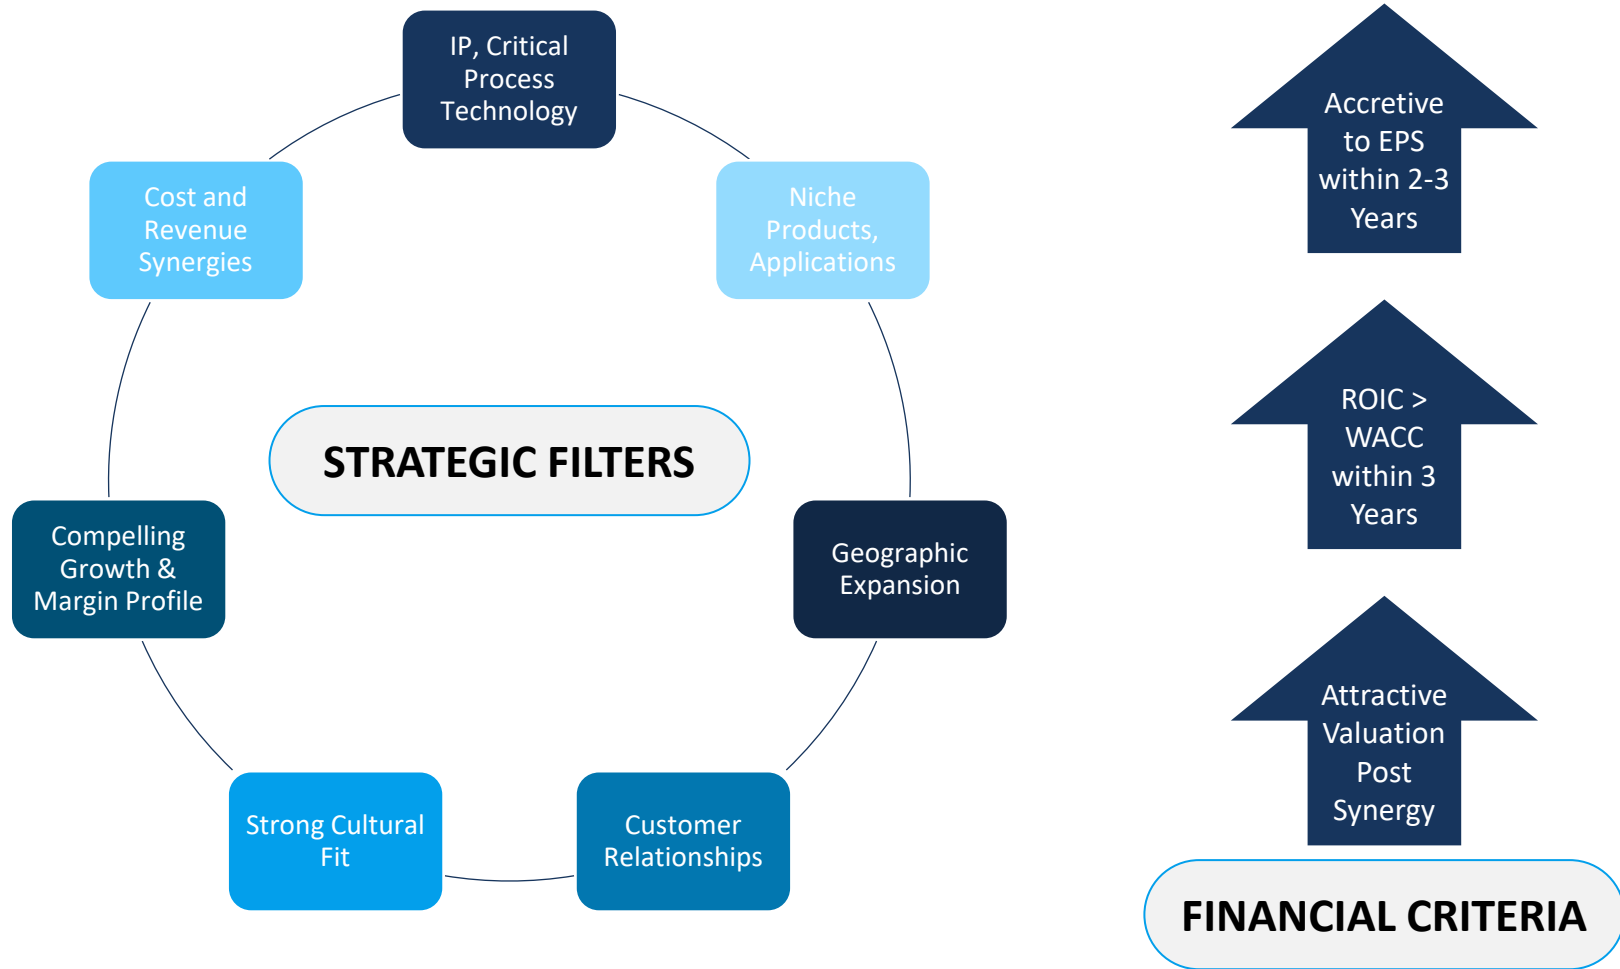 IP, Critical
Process
Technology
Niche
Products,
Applications
Geographic
Expansion
Customer
Relationships
Strong Cultural
Fit
Compelling
Growth &
Margin Profile
Cost and
Revenue
Synergies
STRATEGIC FILTERS
Accretive
to EPS
within 2-3
Years
ROIC >
WACC
within 3
Years
Attractive
Valuation
Post
Synergy
FINANCIAL CRITERIA